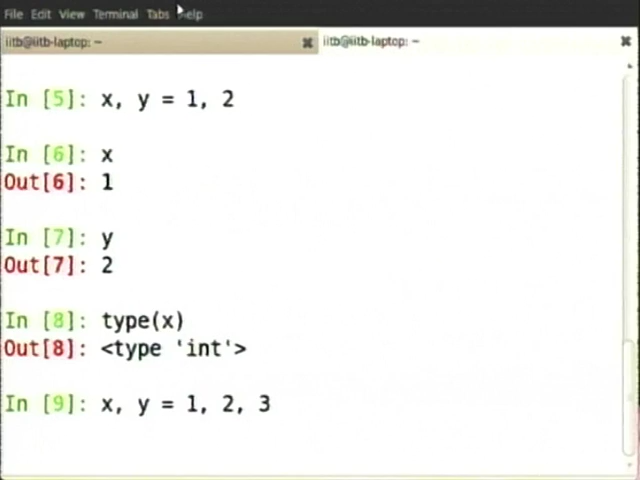 File Edit View Terminal Tabs Help
iitb@iitb-laptop: ~ iitb@iitb-laptop: ~
In [5]: x, y = 1, 2
In [6]: x
Out[6]: 1
In [7]: y
Out[7]: 2
In [8]: type(x)
Out[8]: <type 'int'>
In [9]: x, y = 1, 2, 3